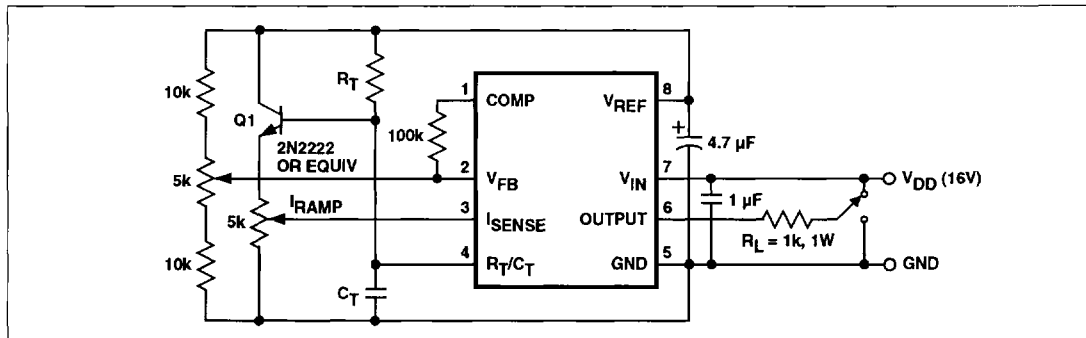 10k
R_T
Q1
2N2222
OR EQUIV
5k
I_RAMP
5k
10k
C_T
100k
1
COMP
2
V_FB
3
I_SENSE
4
R_T/C_T
8
V_REF
7
V_IN
6
OUTPUT
5
GND
+
4.7 µF
1 µF
R_L = 1k, 1W
V_DD (16V)
GND